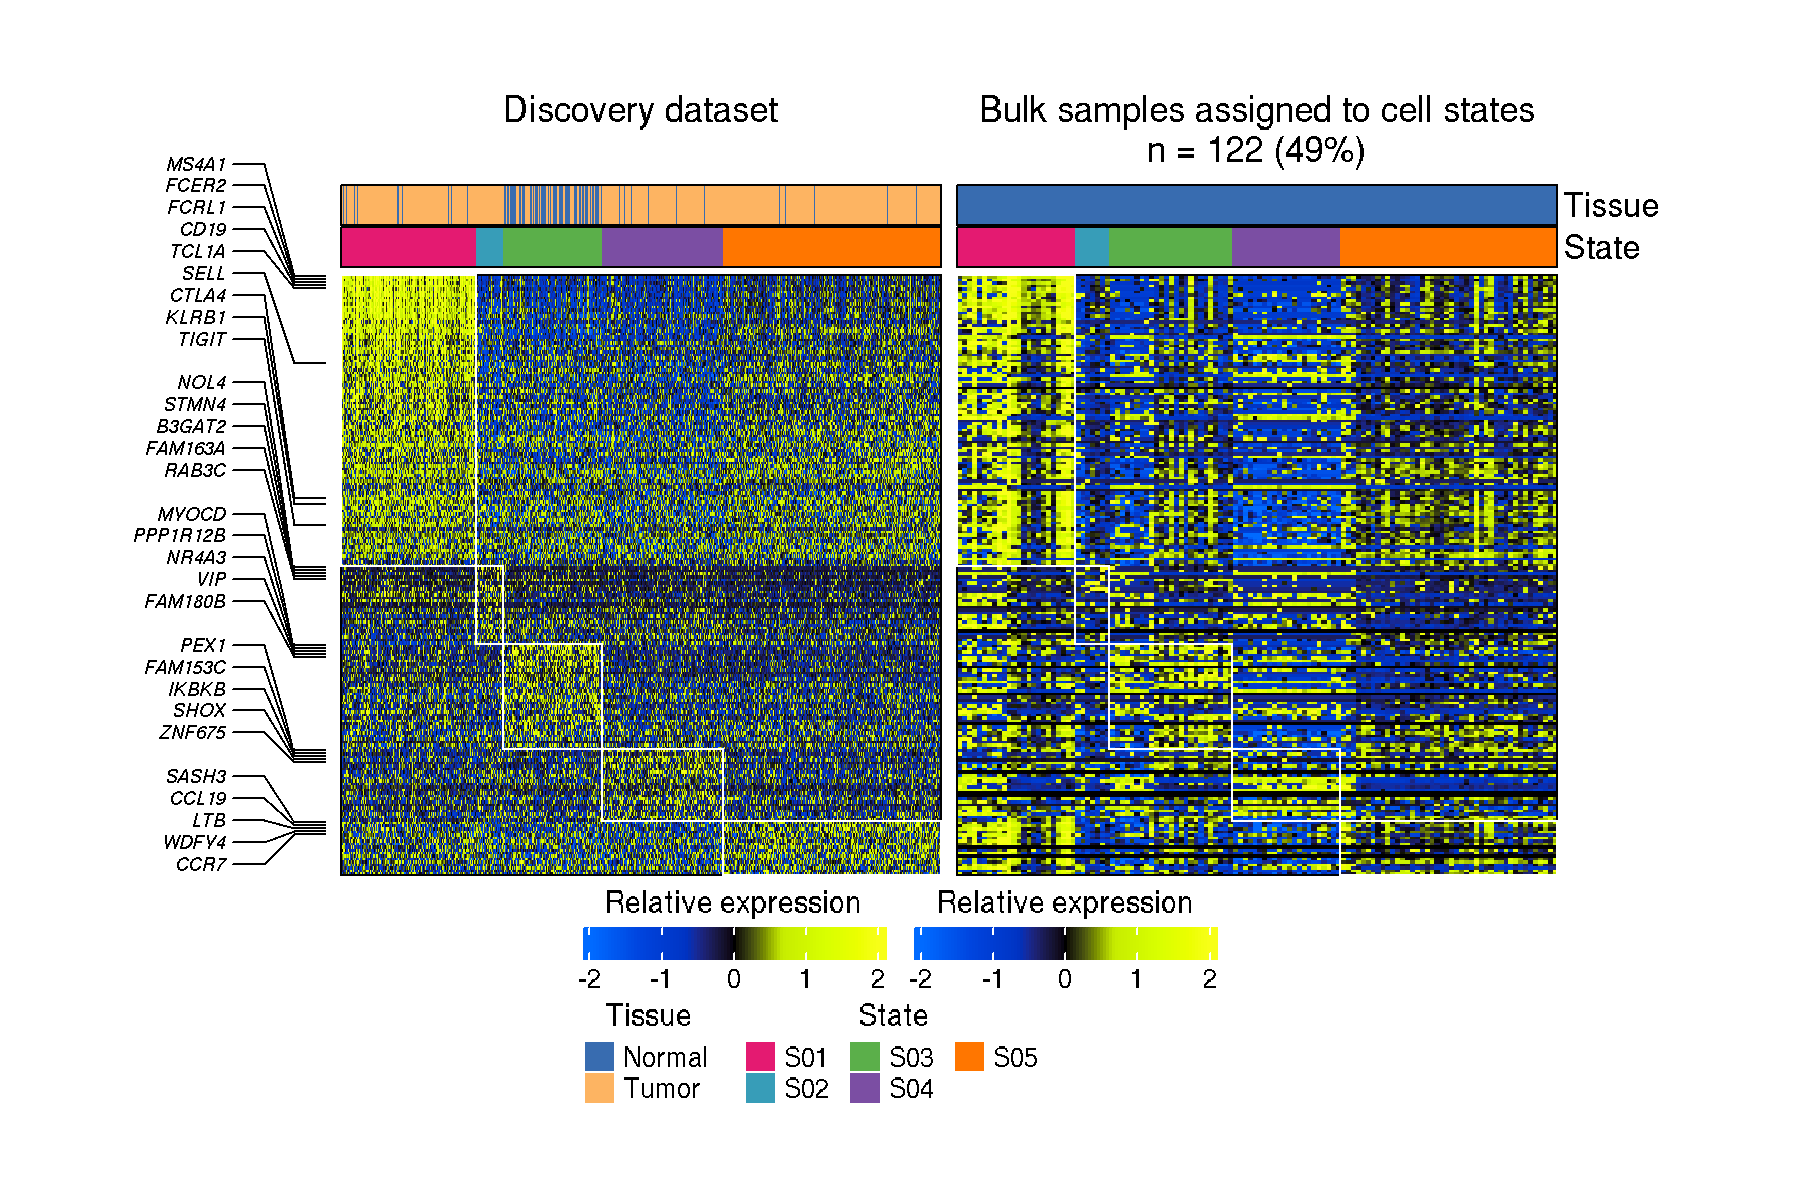 Discovery dataset
Bulk samples assigned to cell states
n = 122 (49%)
Tissue
State
MS4A1
FCER2
FCRL1
CD19
TCL1A
SELL
CTLA4
KLRB1
TIGIT
NOL4
STMN4
B3GAT2
FAM163A
RAB3C
MYOCD
PPP1R12B
NR4A3
VIP
FAM180B
PEX1
FAM153C
IKBKB
SHOX
ZNF675
SASH3
CCL19
LTB
WDFY4
CCR7
Relative expression
-2 -1 0 1 2
Relative expression
-2 -1 0 1 2
Tissue
Normal
Tumor
State
S01 S03 S05
S02 S04